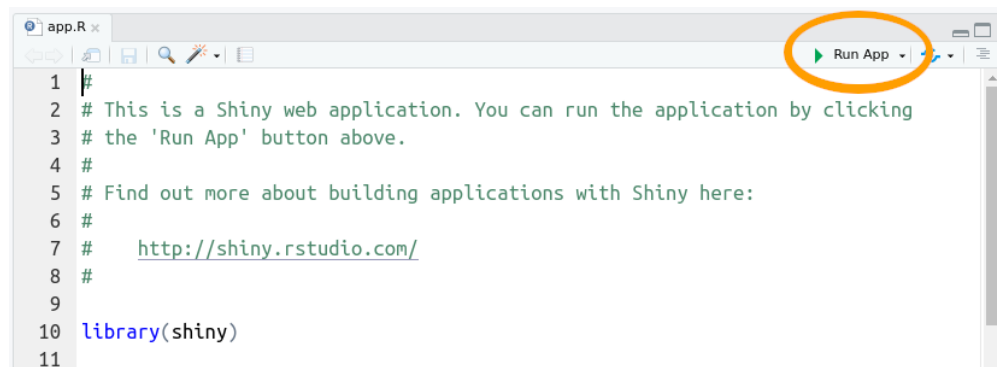 app.R
Run App
1 #
2 # This is a Shiny web application. You can run the application by clicking
3 # the 'Run App' button above.
4 #
5 # Find out more about building applications with Shiny here:
6 #
7 #    http://shiny.rstudio.com/
8 #
9
10 library(shiny)
11